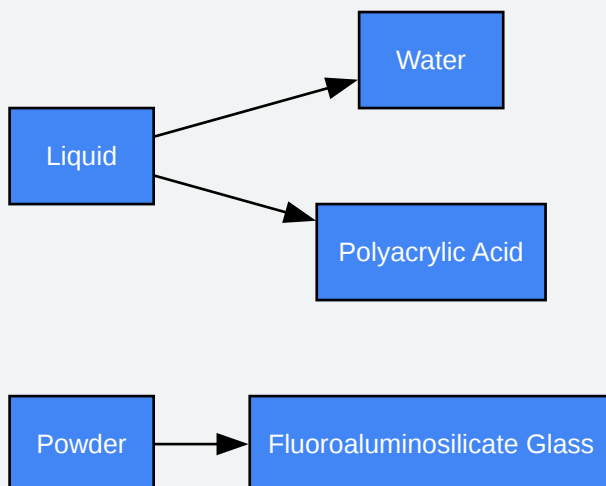 Water
Liquid
Polyacrylic Acid
Powder
Fluoroaluminosilicate Glass